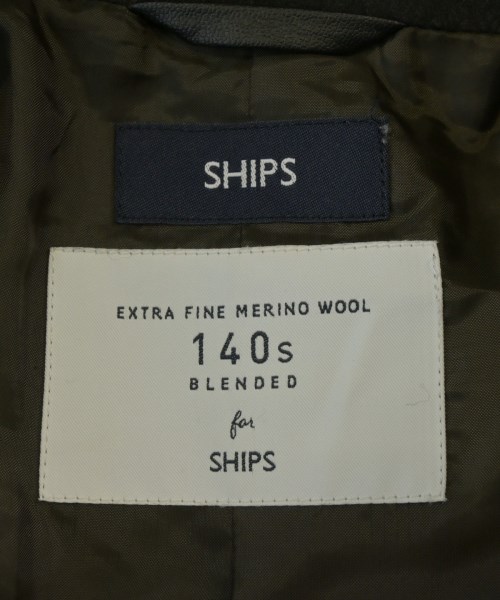 SHIPS
EXTRA FINE MERINO WOOL
140s
BLENDED
for
SHIPS